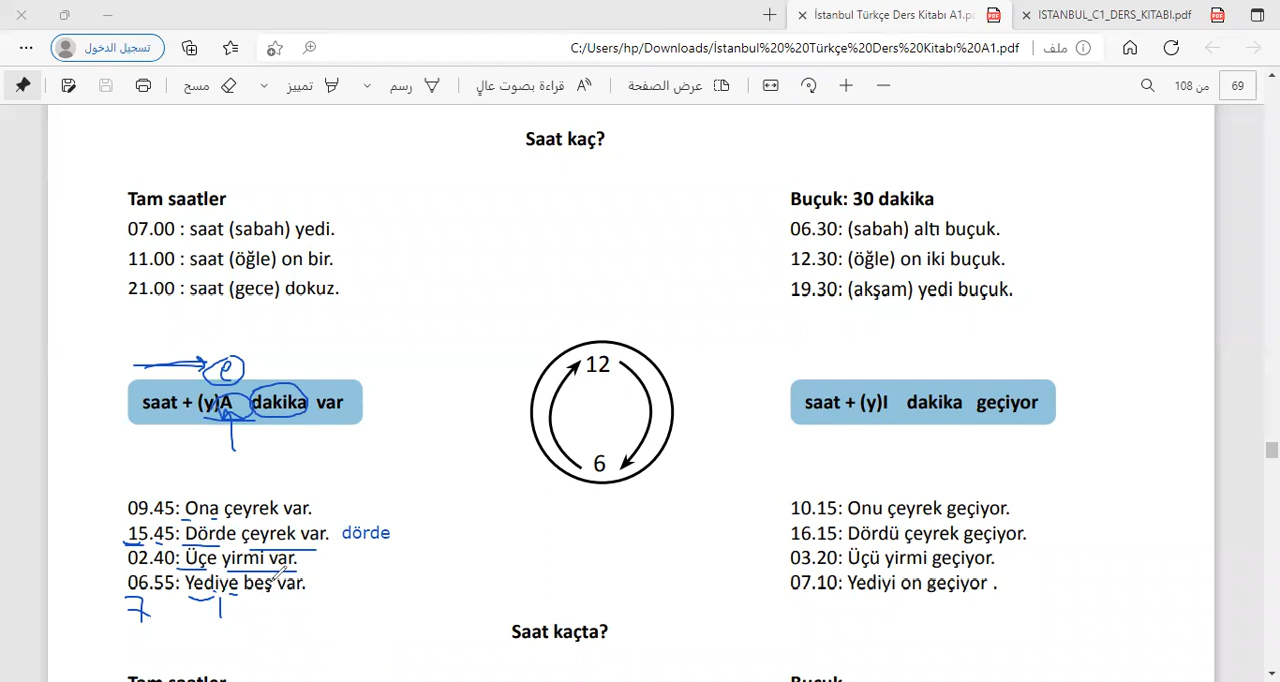 İstanbul Türkçe Ders Kitabı A1.pdf
ISTANBUL_C1_DERS_KITABI.pdf
تسجيل الدخول
C:/Users/hp/Downloads/İstanbul%20%20Türkçe%20Ders%20Kitabı%20A1.pdf
ملف
مسح
تمييز
رسم
قراءة بصوت عالٍ
عرض الصفحة
من 108
69
Saat kaç?
Tam saatler
07.00 : saat (sabah) yedi.
11.00 : saat (öğle) on bir.
21.00 : saat (gece) dokuz.
Buçuk: 30 dakika
06.30: (sabah) altı buçuk.
12.30: (öğle) on iki buçuk.
19.30: (akşam) yedi buçuk.
e
saat + (y)A dakika var
12
6
saat + (y)I dakika geçiyor
09.45: Ona çeyrek var.
15.45: Dörde çeyrek var. dörde
02.40: Üçe yirmi var.
06.55: Yediye beş var.
7
10.15: Onu çeyrek geçiyor.
16.15: Dördü çeyrek geçiyor.
03.20: Üçü yirmi geçiyor.
07.10: Yediyi on geçiyor .
Saat kaçta?
Tam saatler
Buçuk